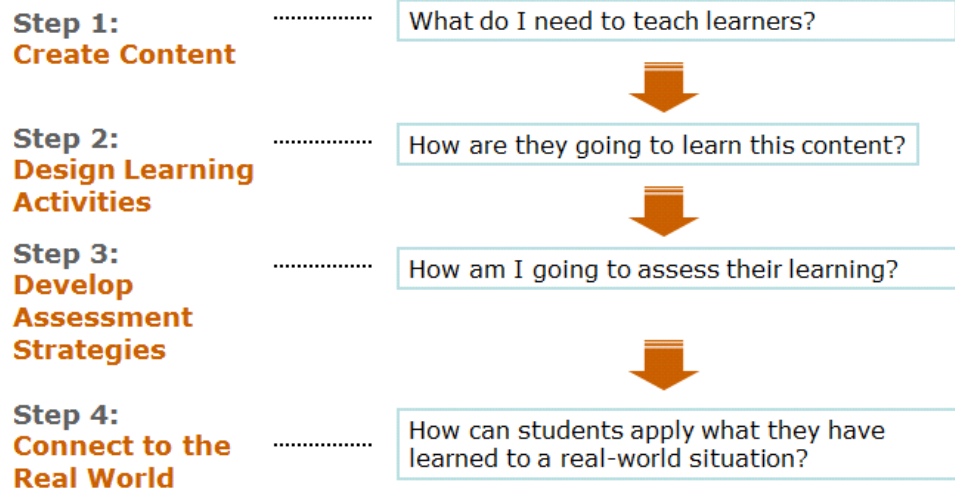 Step 1:
Create Content
What do I need to teach learners?
Step 2:
Design Learning
Activities
How are they going to learn this content?
Step 3:
Develop
Assessment
Strategies
How am I going to assess their learning?
Step 4:
Connect to the
Real World
How can students apply what they have
learned to a real-world situation?